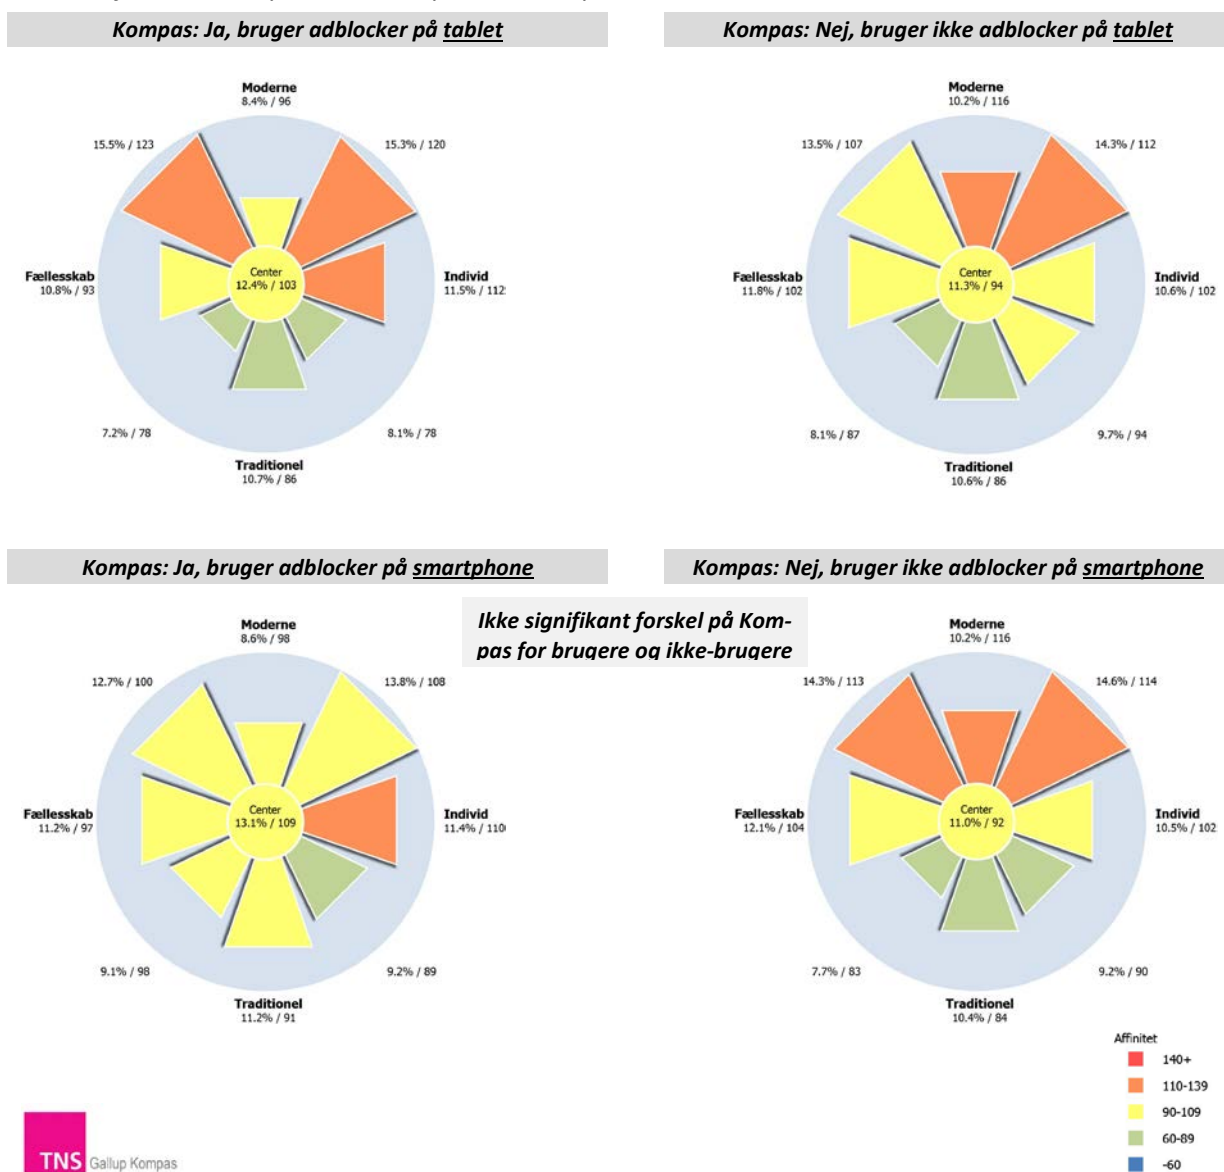 Kompas: Ja, bruger adblocker på tablet
Kompas: Nej, bruger ikke adblocker på tablet
Moderne
8.4% / 96
15.5% / 123
15.3% / 120
Fællesskab
10.8% / 93
Center
12.4% / 103
Individ
11.5% / 112
7.2% / 78
8.1% / 78
Traditionel
10.7% / 86
Moderne
10.2% / 116
13.5% / 107
14.3% / 112
Fællesskab
11.8% / 102
Center
11.3% / 94
Individ
10.6% / 102
8.1% / 87
9.7% / 94
Traditionel
10.6% / 86
Kompas: Ja, bruger adblocker på smartphone
Kompas: Nej, bruger ikke adblocker på smartphone
Ikke signifikant forskel på Kom-
pas for brugere og ikke-brugere
Moderne
8.6% / 98
12.7% / 100
13.8% / 108
Fællesskab
11.2% / 97
Center
13.1% / 109
Individ
11.4% / 110
9.1% / 98
9.2% / 89
Traditionel
11.2% / 91
Moderne
10.2% / 116
14.3% / 113
14.6% / 114
Fællesskab
12.1% / 104
Center
11.0% / 92
Individ
10.5% / 102
7.7% / 83
9.2% / 90
Traditionel
10.4% / 84
Affinitet
140+
110-139
90-109
60-89
-60
TNS Gallup Kompas